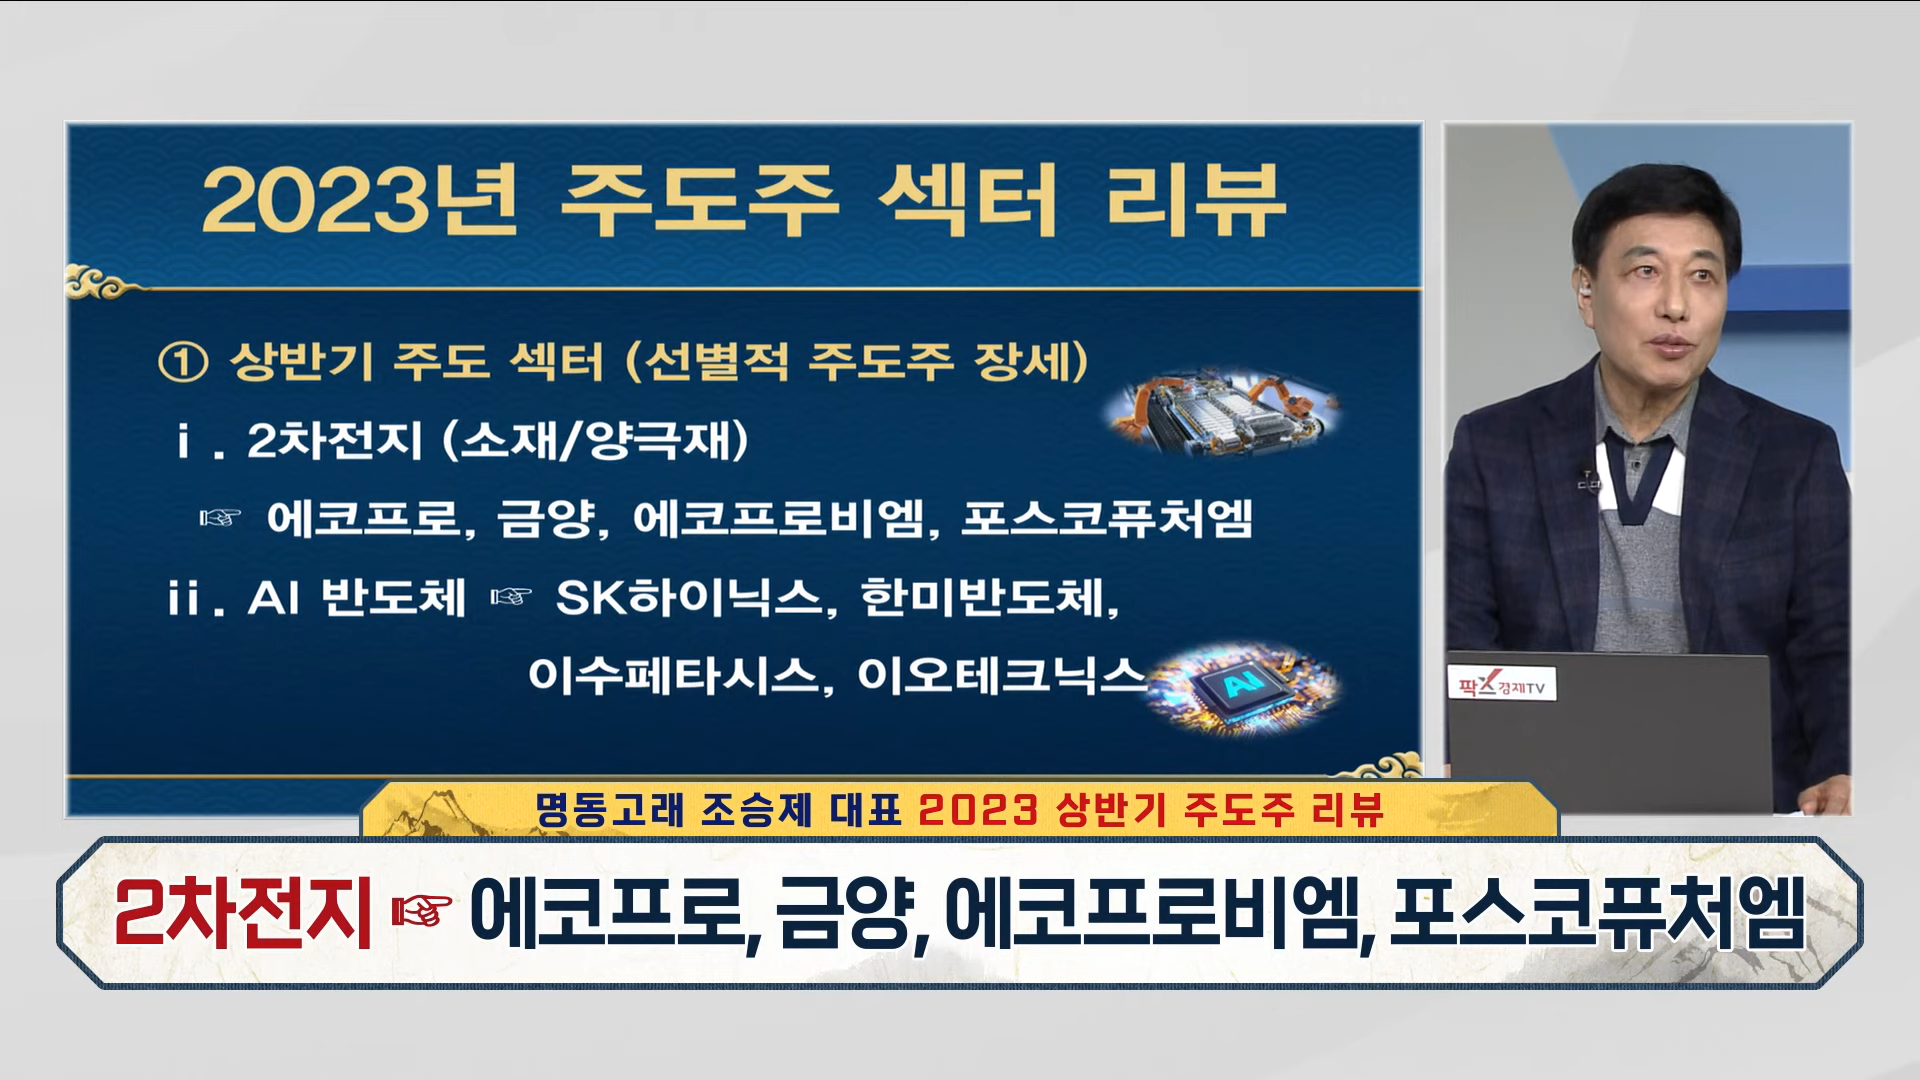 2023년 주도주 섹터 리뷰
① 상반기 주도 섹터 (선별적 주도주 장세)
ⅰ. 2차전지 (소재/양극재)
☞ 에코프로, 금양, 에코프로비엠, 포스코퓨처엠
ⅱ. AI 반도체 ☞ SK하이닉스, 한미반도체,
이수페타시스, 이오테크닉스
AI
팍스경제TV
명동고래 조승제 대표 2023 상반기 주도주 리뷰
2차전지 ☞ 에코프로, 금양, 에코프로비엠, 포스코퓨처엠